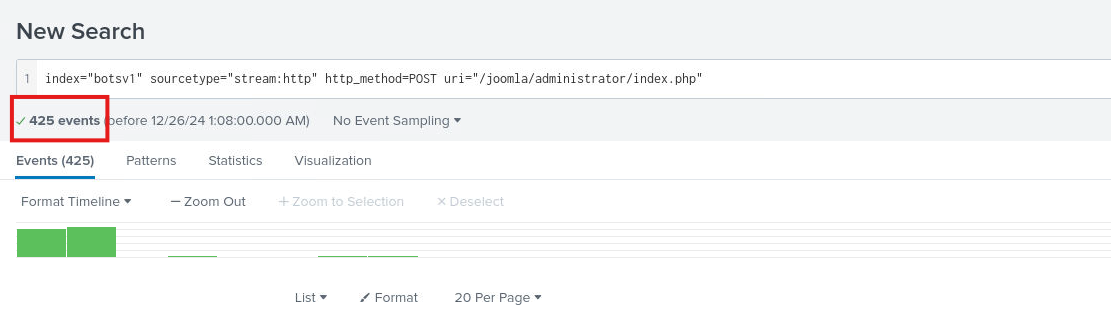 New Search
1 index="botsv1" sourcetype="stream:http" http_method=POST uri="/joomla/administrator/index.php"
425 events (before 12/26/24 1:08:00.000 AM) No Event Sampling
Events (425) Patterns Statistics Visualization
Format Timeline Zoom Out Zoom to Selection Deselect
List Format 20 Per Page